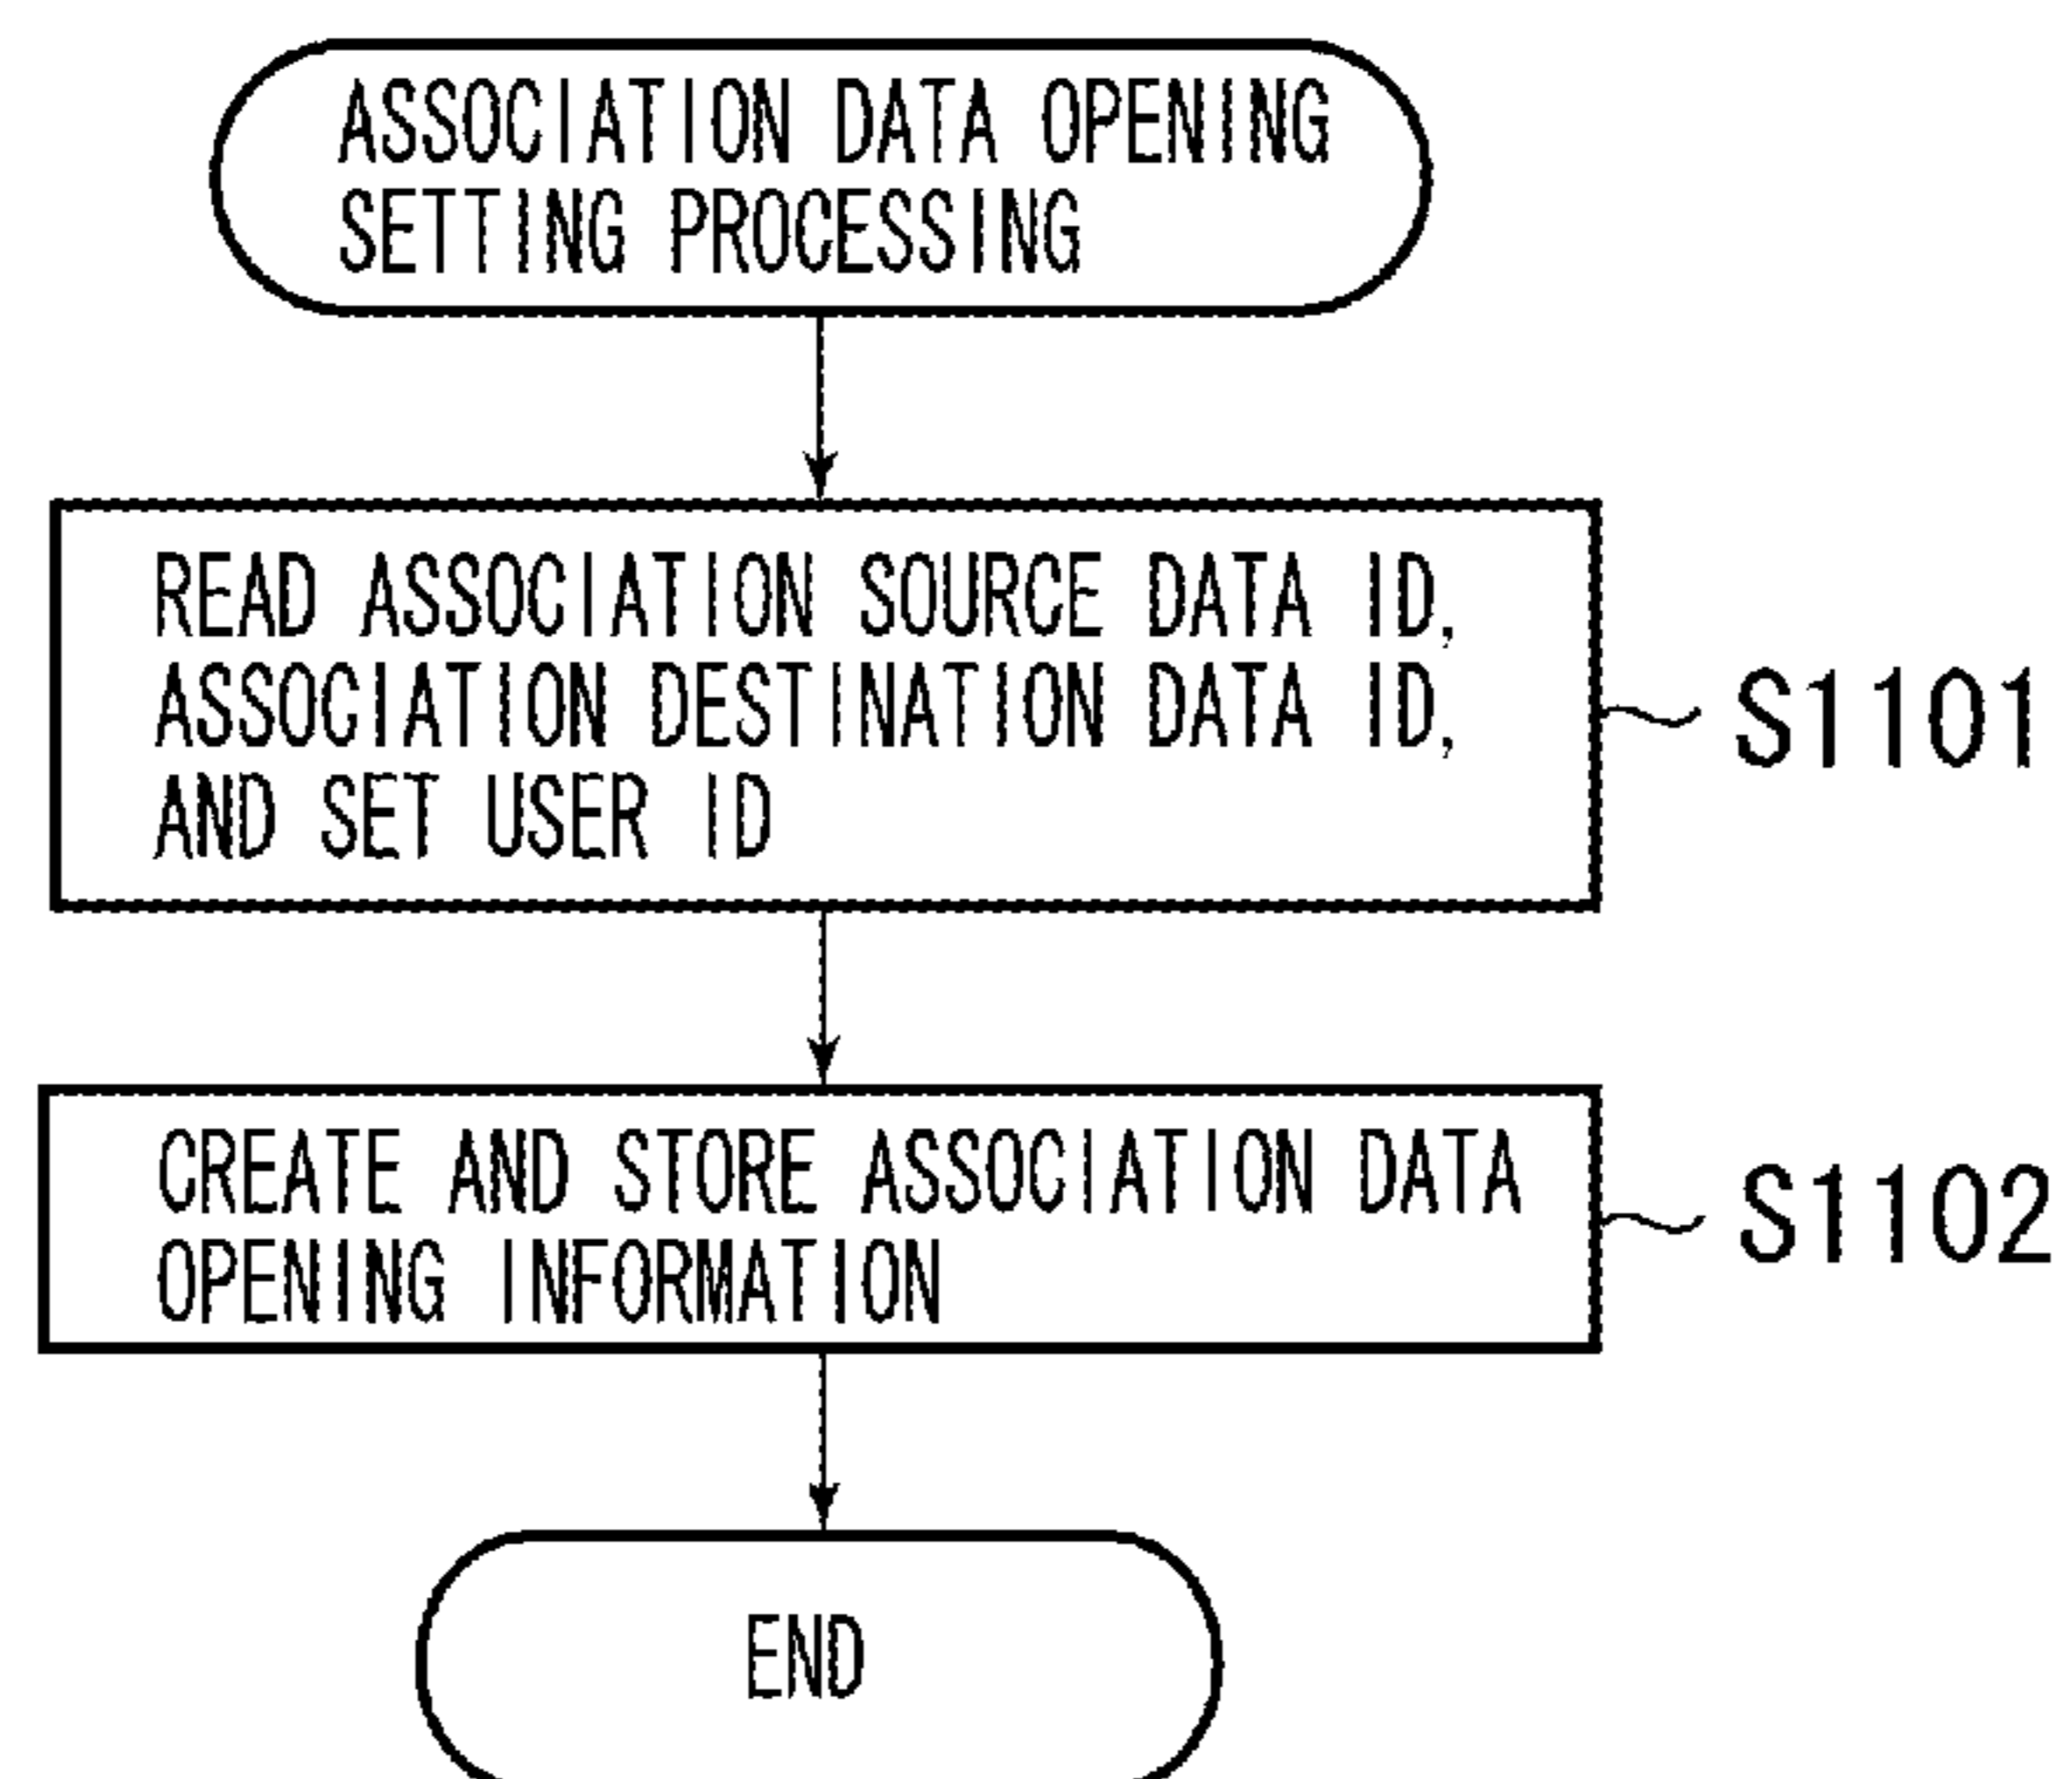 ASSOCIATION DATA OPENING
SETTING PROCESSING
READ ASSOCIATION SOURCE DATA ID,
ASSOCIATION DESTINATION DATA ID,
AND SET USER ID
S1101
CREATE AND STORE ASSOCIATION DATA
OPENING INFORMATION
S1102
END